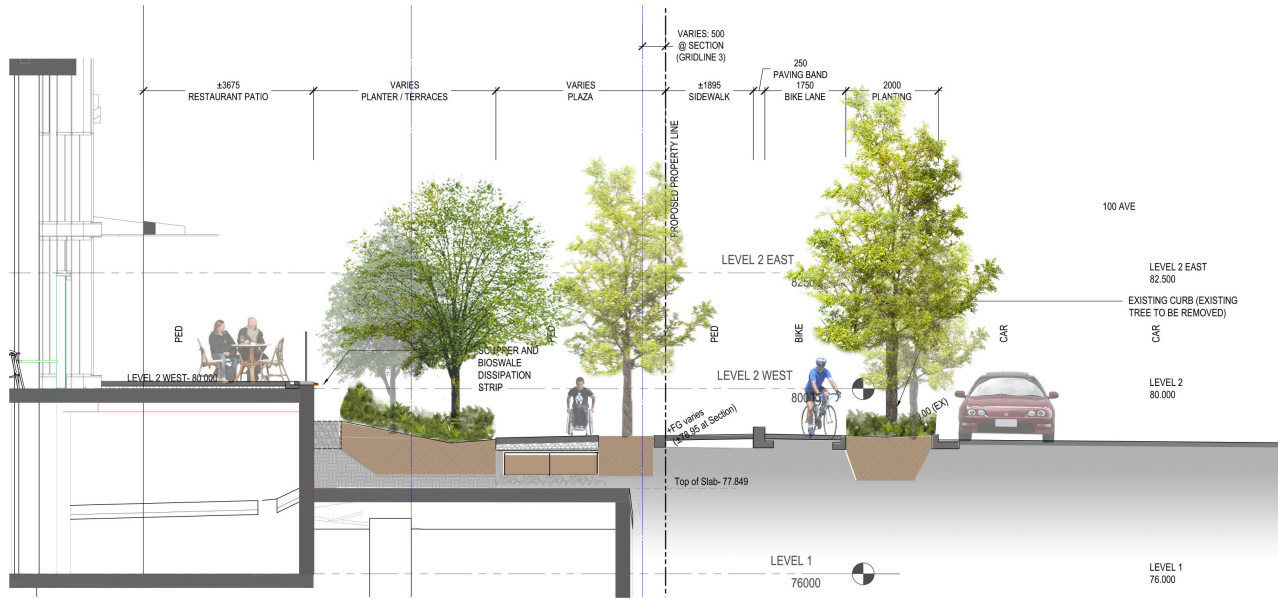 VARIES: 500
@ SECTION
(GRIDLINE 3)
±3675
RESTAURANT PATIO
VARIES
PLANTER / TERRACES
VARIES
PLAZA
±1895
SIDEWALK
250
PAVING BAND
1750
BIKE LANE
2000
PLANTING
PROPOSED PROPERTY LINE
100 AVE
LEVEL 2 EAST
LEVEL 2 EAST
82.500
EXISTING CURB (EXISTING
TREE TO BE REMOVED)
PED
PED
PED
BIKE
CAR
CAR
SCUPPER AND
BIOSWALE
DISSIPATION
STRIP
LEVEL 2 WEST- 80.000
LEVEL 2 WEST
LEVEL 2
80.000
+FG varies
(±78.95 at Section)
Top of Slab- 77.849
LEVEL 1
76000
LEVEL 1
76.000